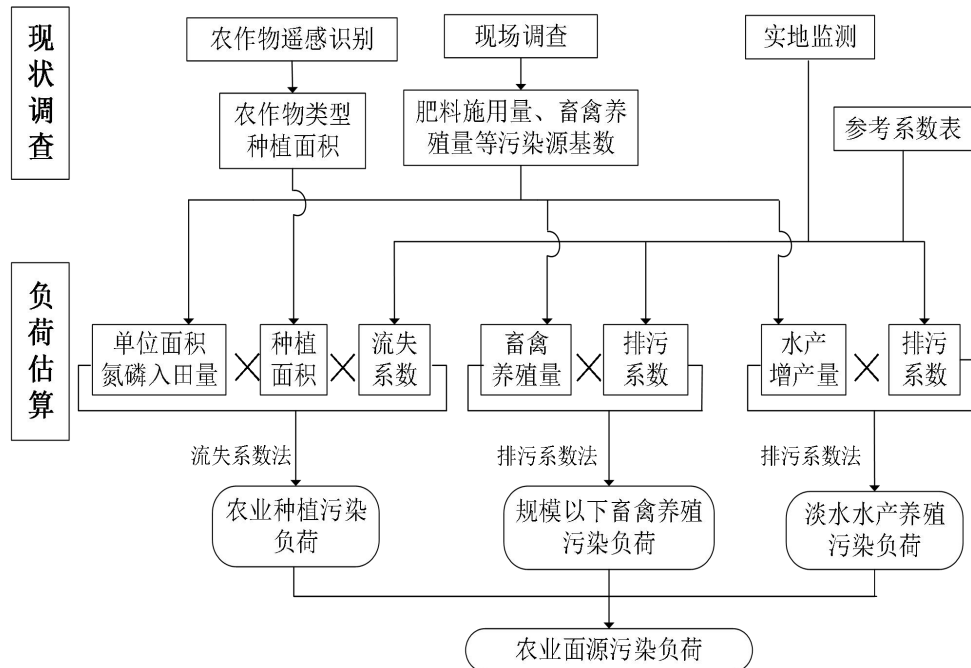 现状调查
农作物遥感识别
现场调查
实地监测
农作物类型
种植面积
肥料施用量、畜禽养
殖量等污染源基数
参考系数表
负荷估算
单位面积
氮磷入田量
种植
面积
流失
系数
畜禽
养殖量
排污
系数
水产
增产量
排污
系数
流失系数法
排污系数法
排污系数法
农业种植污染
负荷
规模以下畜禽养殖
污染负荷
淡水水产养殖
污染负荷
农业面源污染负荷